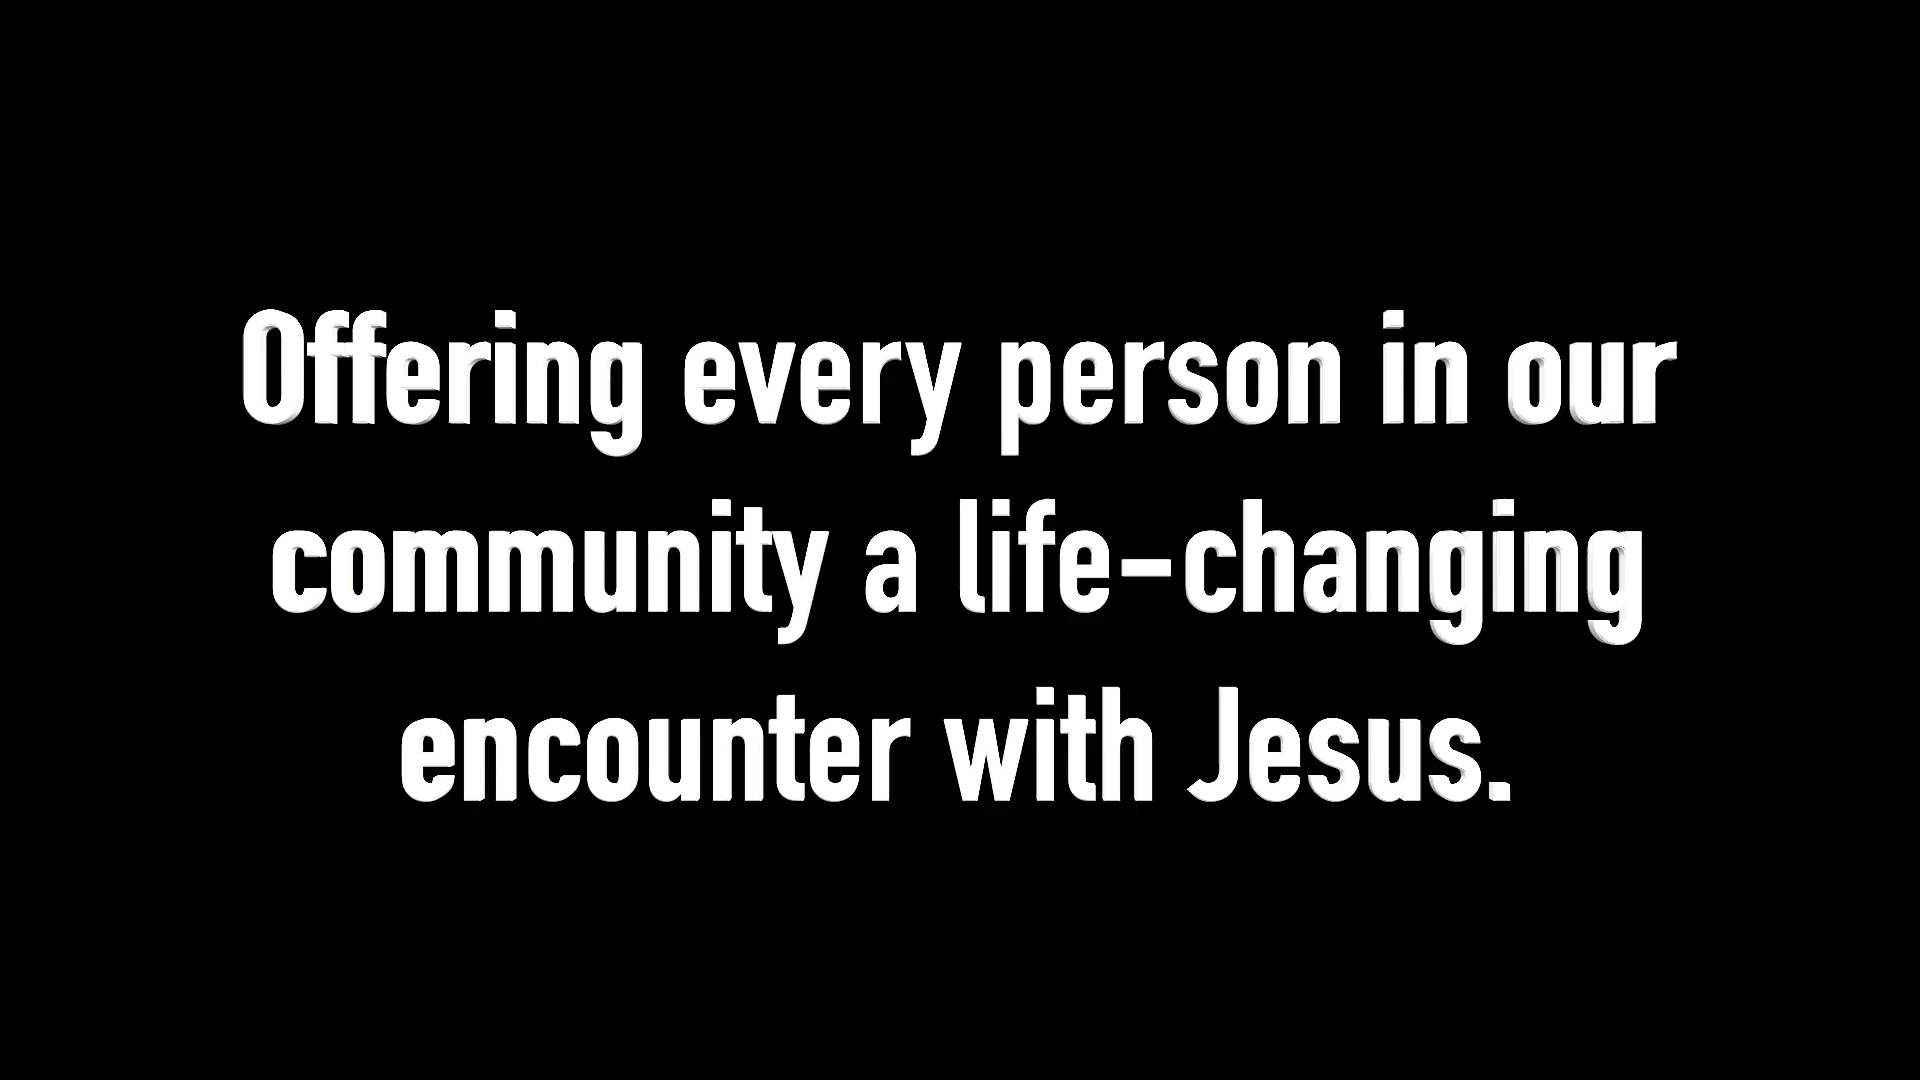 Offering every person in our
community a life-changing
encounter with Jesus.